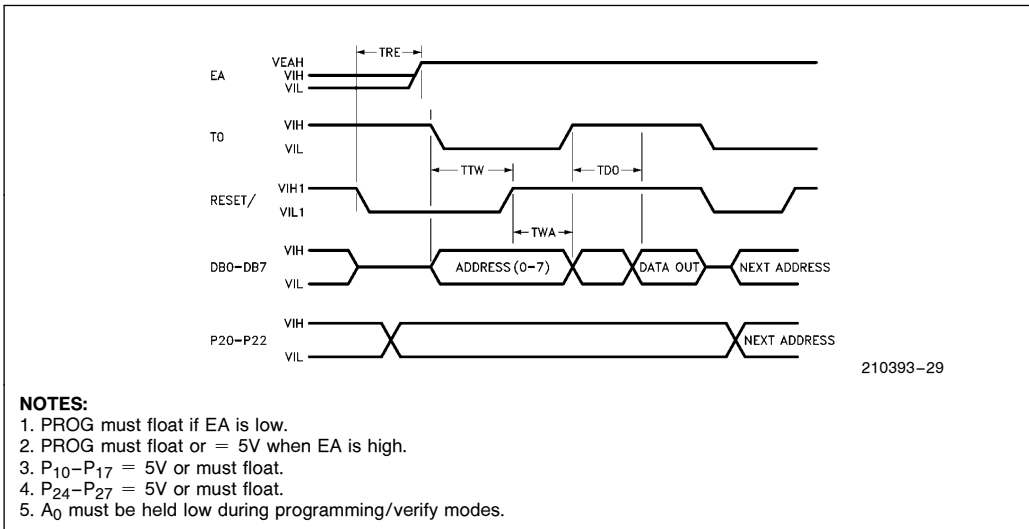 TRE
VEAH
EA VIH
VIL
VIH
T0
VIL
TTW TDO
VIH1
RESET/
VIL1
TWA
VIH
DB0–DB7 ADDRESS (0–7) DATA OUT NEXT ADDRESS
VIL
VIH
P20–P22 NEXT ADDRESS
VIL
210393–29
NOTES:
1. PROG must float if EA is low.
2. PROG must float or = 5V when EA is high.
3. P10–P17 = 5V or must float.
4. P24–P27 = 5V or must float.
5. A0 must be held low during programming/verify modes.